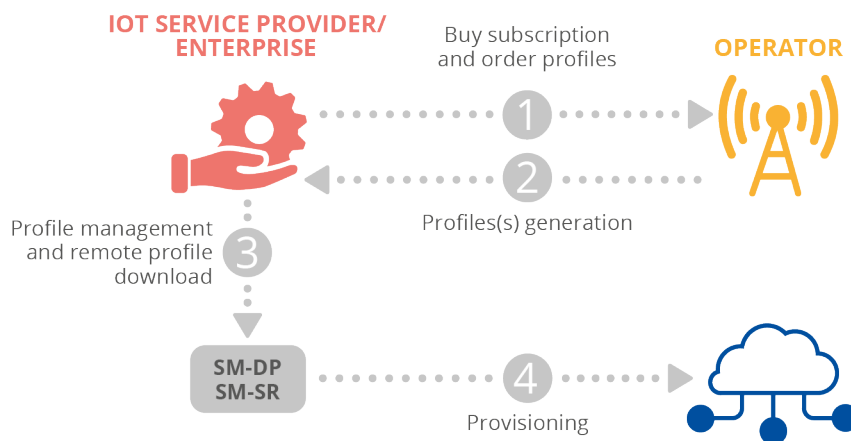 IOT SERVICE PROVIDER/
ENTERPRISE
Buy subscription
and order profiles
OPERATOR
1
2
Profiles(s) generation
Profile management
and remote profile
download
3
SM-DP
SM-SR
4
Provisioning